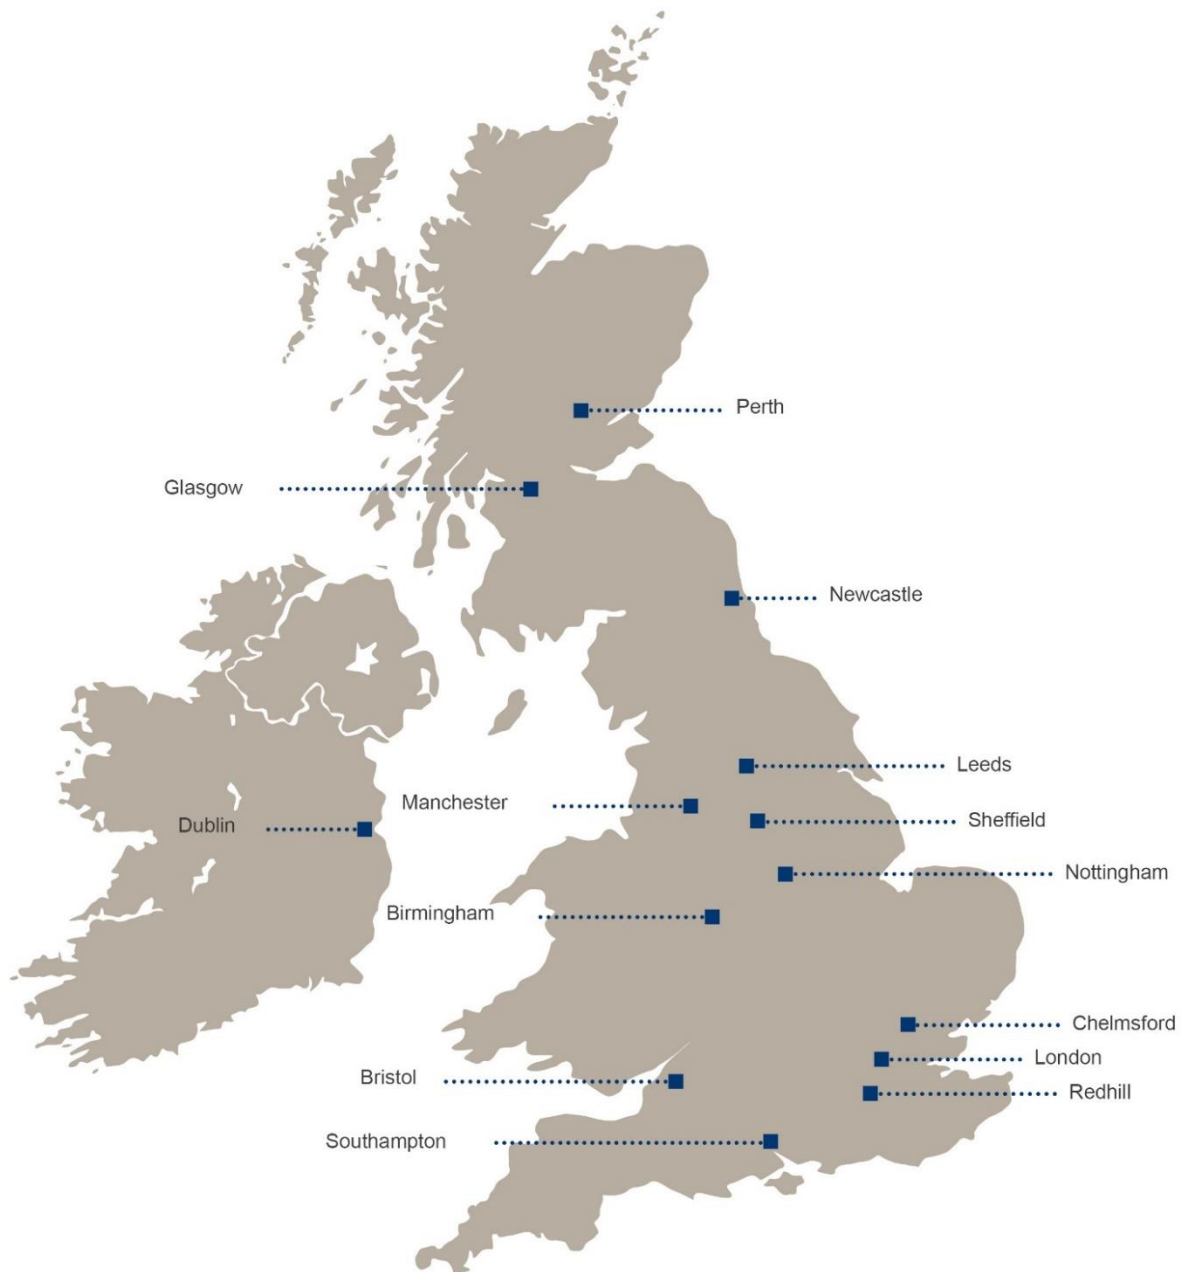 Perth
Glasgow
Newcastle
Leeds
Manchester
Sheffield
Dublin
Nottingham
Birmingham
Chelmsford
London
Bristol
Redhill
Southampton